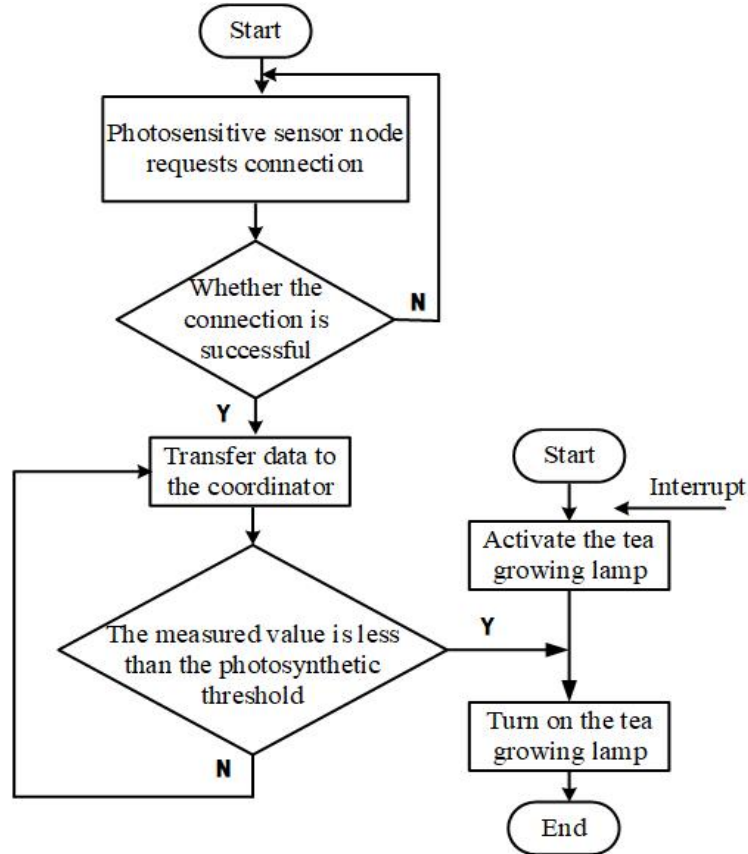 Start
Photosensitive sensor node
requests connection
Whether the
connection is
successful
N
Y
Transfer data to
the coordinator
Start
Interrupt
Activate the tea
growing lamp
The measured value is less
than the photosynthetic
threshold
Y
N
Turn on the tea
growing lamp
End